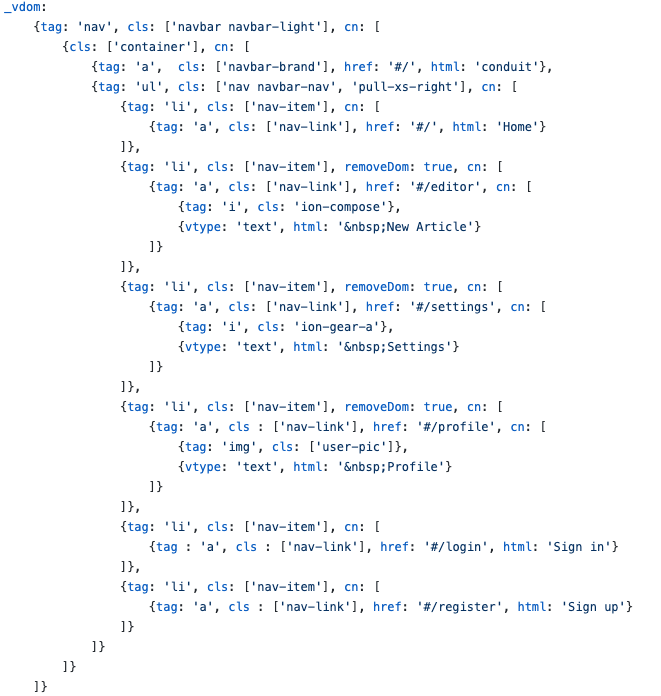 _vdom:
    {tag: 'nav', cls: ['navbar navbar-light'], cn: [
        {cls: ['container'], cn: [
            {tag: 'a',  cls: ['navbar-brand'], href: '#/', html: 'conduit'},
            {tag: 'ul', cls: ['nav navbar-nav', 'pull-xs-right'], cn: [
                {tag: 'li', cls: ['nav-item'], cn: [
                    {tag: 'a', cls: ['nav-link'], href: '#/', html: 'Home'}
                ]},
                {tag: 'li', cls: ['nav-item'], removeDom: true, cn: [
                    {tag: 'a', cls: ['nav-link'], href: '#/editor', cn: [
                        {tag: 'i', cls: 'ion-compose'},
                        {vtype: 'text', html: '&nbsp;New Article'}
                    ]}
                ]},
                {tag: 'li', cls: ['nav-item'], removeDom: true, cn: [
                    {tag: 'a', cls: ['nav-link'], href: '#/settings', cn: [
                        {tag: 'i', cls: 'ion-gear-a'},
                        {vtype: 'text', html: '&nbsp;Settings'}
                    ]}
                ]},
                {tag: 'li', cls: ['nav-item'], removeDom: true, cn: [
                    {tag: 'a', cls : ['nav-link'], href: '#/profile', cn: [
                        {tag: 'img', cls: ['user-pic']},
                        {vtype: 'text', html: '&nbsp;Profile'}
                    ]}
                ]},
                {tag: 'li', cls: ['nav-item'], cn: [
                    {tag : 'a', cls : ['nav-link'], href: '#/login', html: 'Sign in'}
                ]},
                {tag: 'li', cls: ['nav-item'], cn: [
                    {tag: 'a', cls : ['nav-link'], href: '#/register', html: 'Sign up'}
                ]}
            ]}
        ]}
    ]}